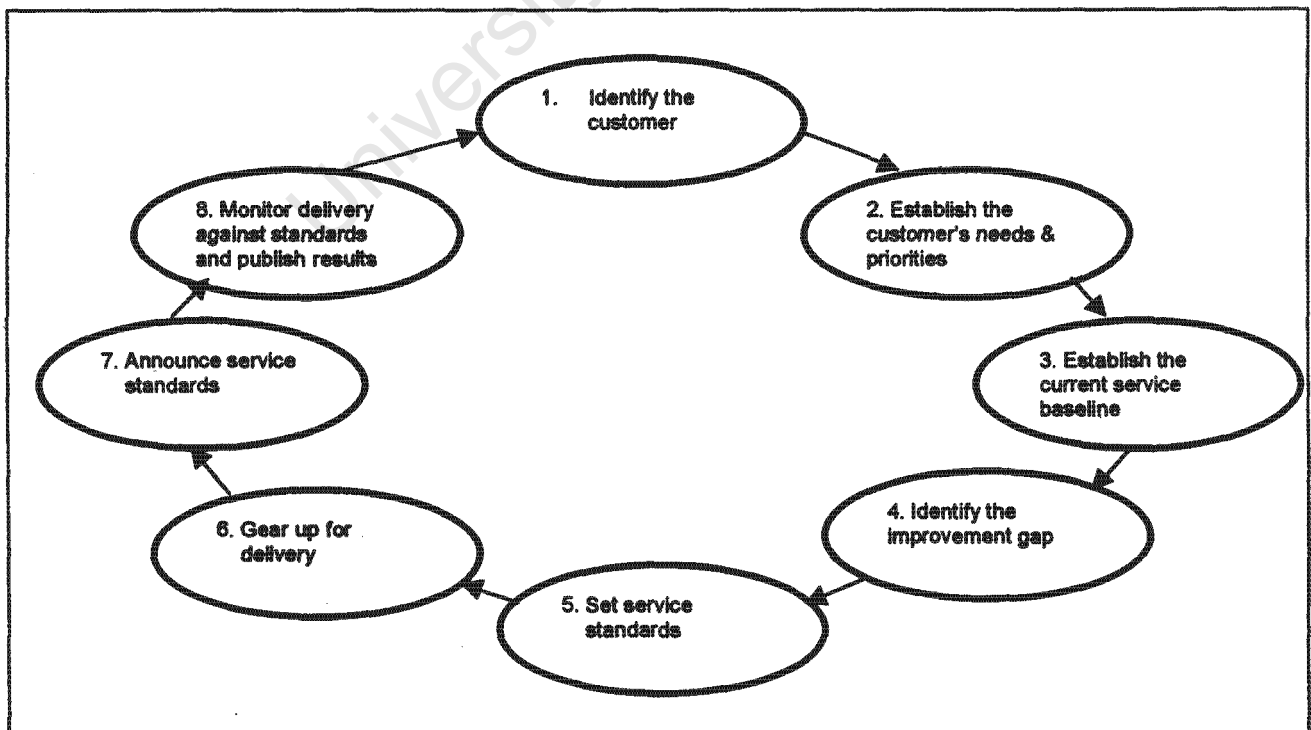 University
1. Identify the
customer
2. Establish the
customer's needs &
priorities
3. Establish the
current service
baseline
4. Identify the
improvement gap
5. Set service
standards
6. Gear up for
delivery
7. Announce service
standards
8. Monitor delivery
against standards
and publish results